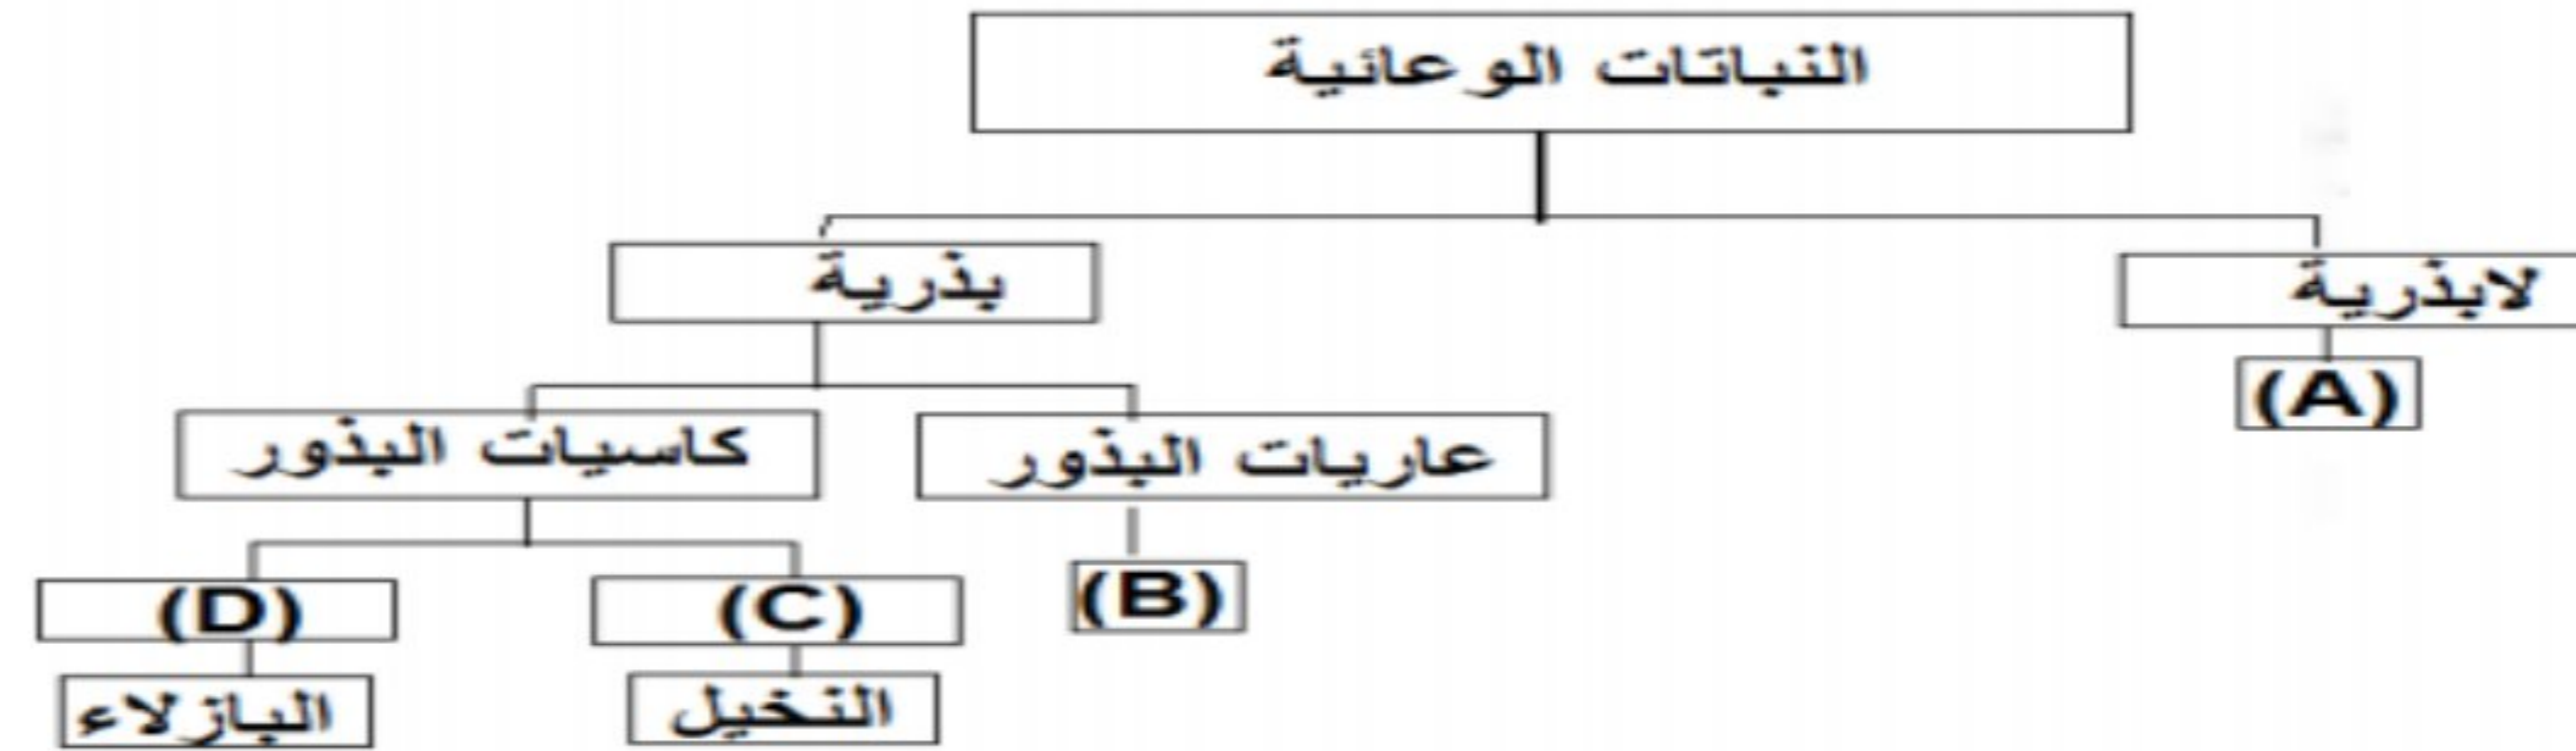 النباتات الوعائية
لابذرية
بذرية
(A)
عاريات البذور
كاسيات البذور
(B)
(C)
(D)
النخيل
البازلاء